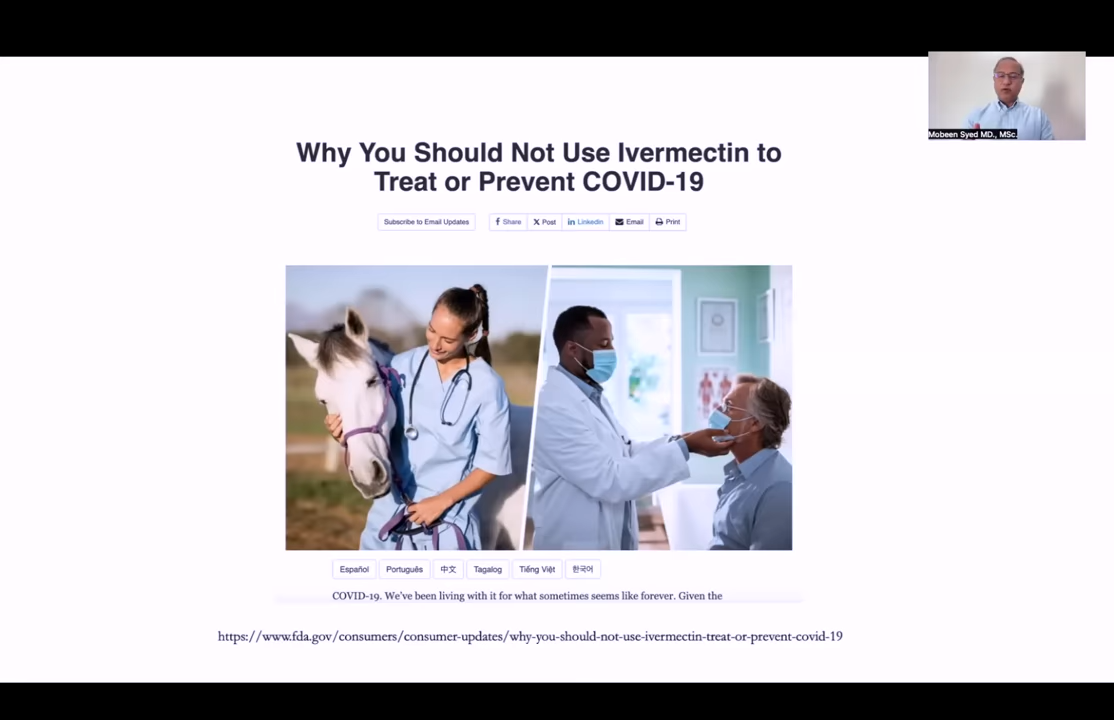 Mobeen Syed MD., MSc.
Why You Should Not Use Ivermectin to
Treat or Prevent COVID-19
Subscribe to Email Updates
Share
Post
Linkedin
Email
Print
Español
Português
中文
Tagalog
Tiếng Việt
한국어
COVID-19. We've been living with it for what sometimes seems like forever. Given the
https://www.fda.gov/consumers/consumer-updates/why-you-should-not-use-ivermectin-treat-or-prevent-covid-19